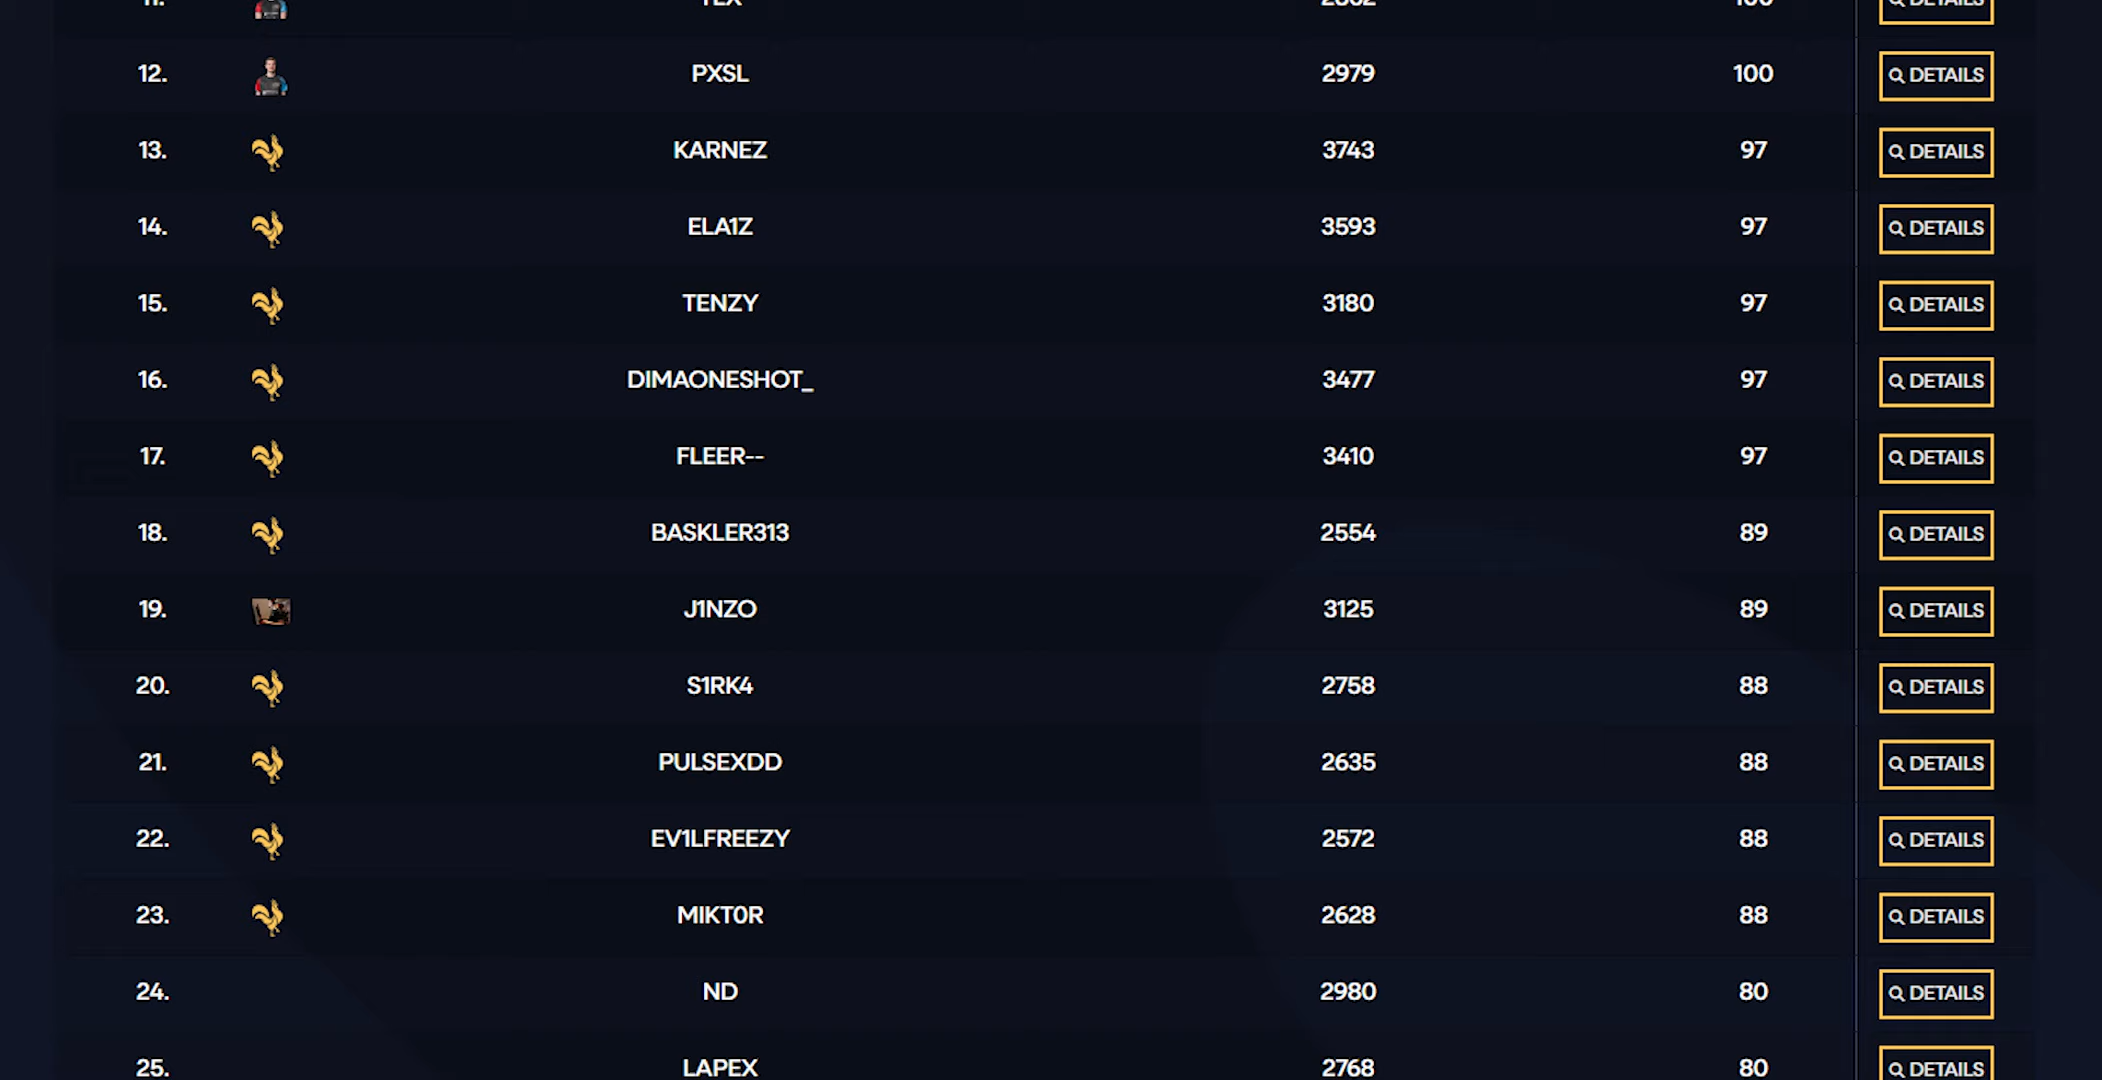 12. PXSL 2979 100 DETAILS
13. KARNEZ 3743 97 DETAILS
14. ELA1Z 3593 97 DETAILS
15. TENZY 3180 97 DETAILS
16. DIMAONESHOT_ 3477 97 DETAILS
17. FLEER-- 3410 97 DETAILS
18. BASKLER313 2554 89 DETAILS
19. J1NZO 3125 89 DETAILS
20. S1RK4 2758 88 DETAILS
21. PULSEXDD 2635 88 DETAILS
22. EV1LFREEZY 2572 88 DETAILS
23. MIKT0R 2628 88 DETAILS
24. ND 2980 80 DETAILS
25. LAPEX 2768 80 DETAILS